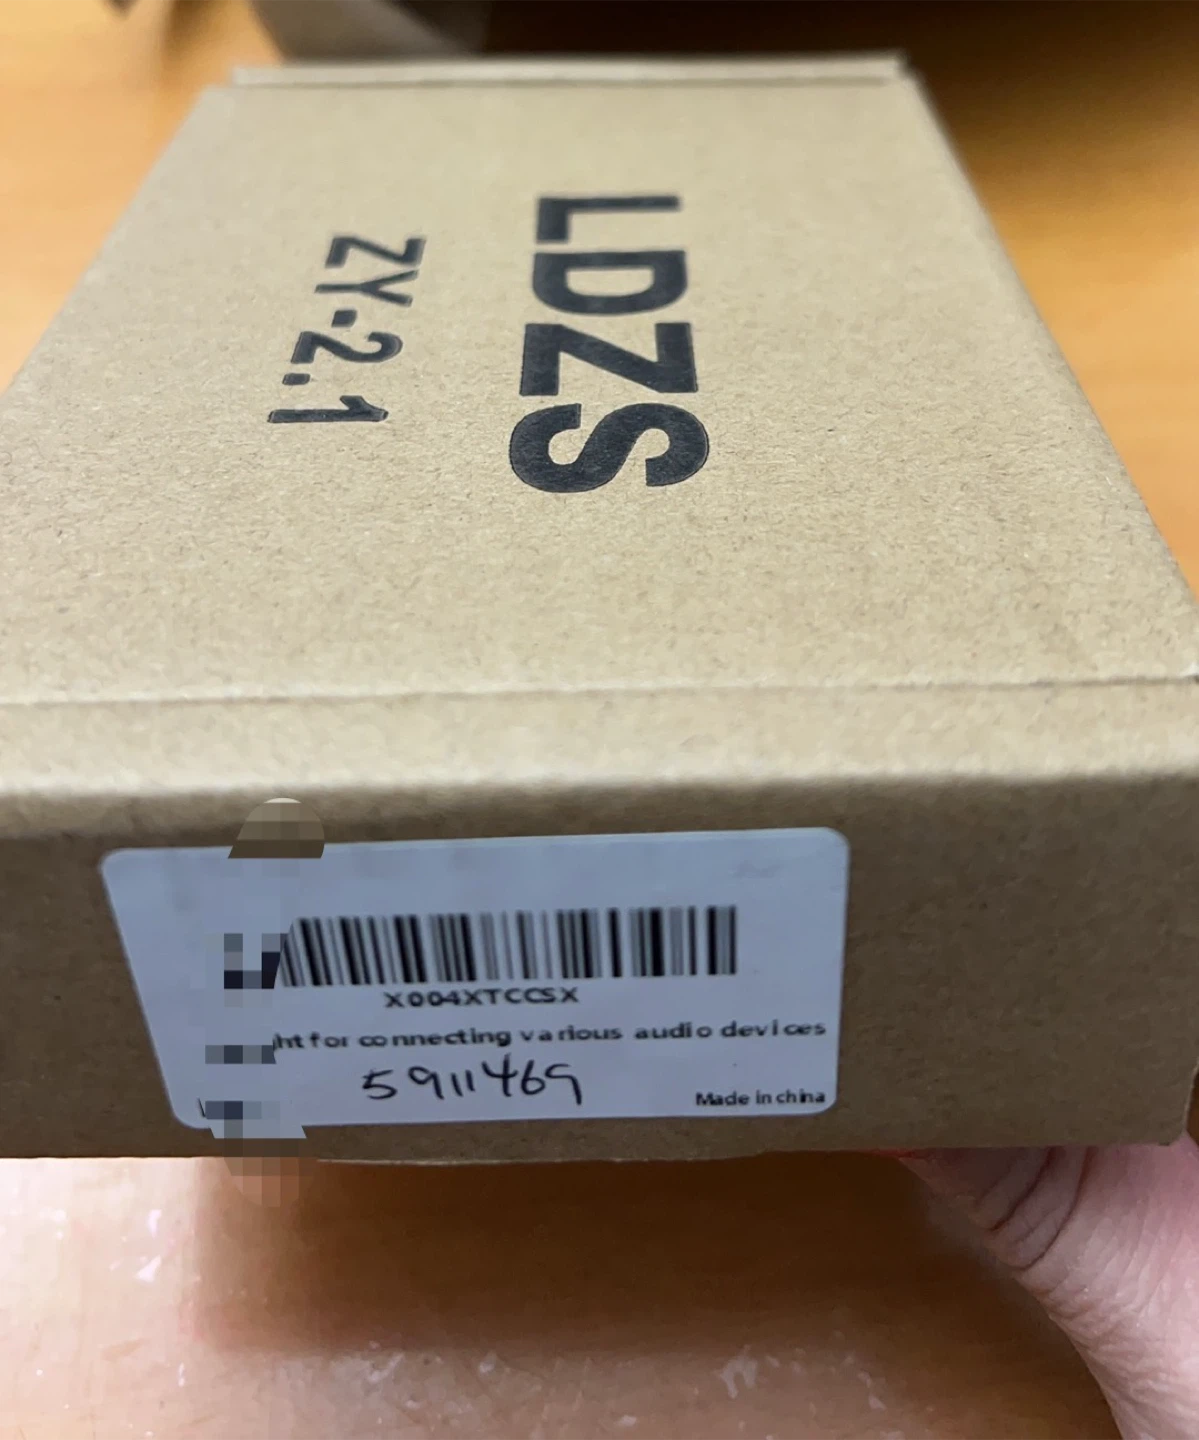 LDZS
ZY-2.1
X004XTCCSX
for connecting various audio devices
5911469
Made in china